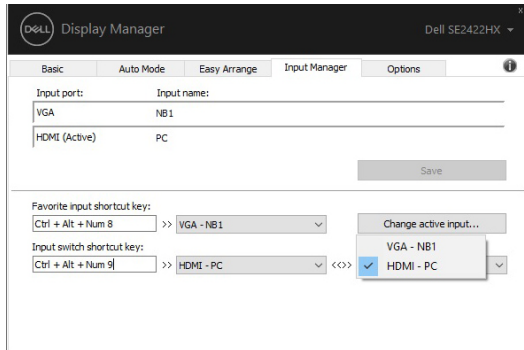 DELL Display Manager
Dell SE2422HX
x
Basic Auto Mode Easy Arrange Input Manager Options
Input port: Input name:
VGA NB1
HDMI (Active) PC
Save
Favorite input shortcut key:
Ctrl + Alt + Num 8 >> VGA - NB1 Change active input...
Input switch shortcut key:
Ctrl + Alt + Num 9 >> HDMI - PC <<>>
VGA - NB1
HDMI - PC